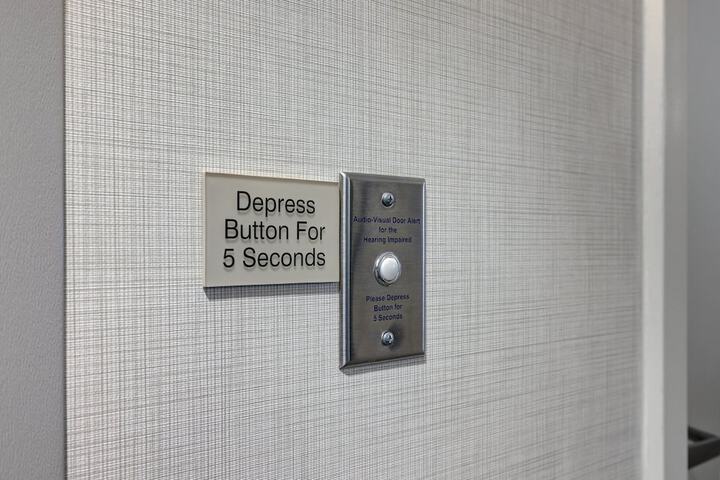 Depress
Button For
5 Seconds
Audio-Visual Door Alert
for the
Hearing Impaired
Please Depress
Button for
5 Seconds